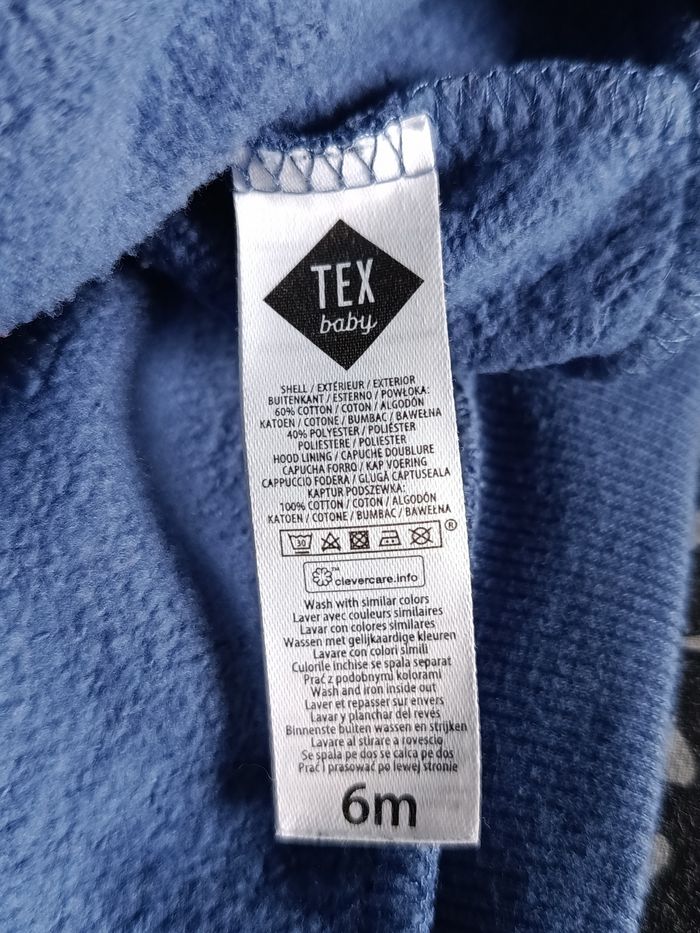 TEX
baby
SHELL / EXTÉRIEUR / EXTERIOR
BUITENKANT / ESTERNO / POWŁOKA:
60% COTTON / COTON / ALGODÓN
KATOEN / COTONE / BUMBAC / BAWEŁNA
40% POLYESTER / POLIÉSTER
POLIESTERE / POLIESTER
HOOD LINING / CAPUCHE DOUBLURE
CAPUCHA FORRO / KAP VOERING
CAPPUCCIO FODERA / GLUGĂ CAPTUSEALA
KAPTUR PODSZEWKA:
100% COTTON / COTON / ALGODÓN
KATOEN / COTONE / BUMBAC / BAWEŁNA
30 ®
clevercare.info™
Wash with similar colors
Laver avec couleurs similaires
Lavar con colores similares
Wassen met gelijkaardige kleuren
Lavare con colori simili
Culorile inchise se spala separat
Prać z podobnymi kolorami
Wash and iron inside out
Laver et repasser sur envers
Lavar y planchar del revés
Binnenste buiten wassen en strijken
Lavare al stirare a rovescio
Se spala pe dos se calca pe dos
Prać i prasować po lewej stronie
6m